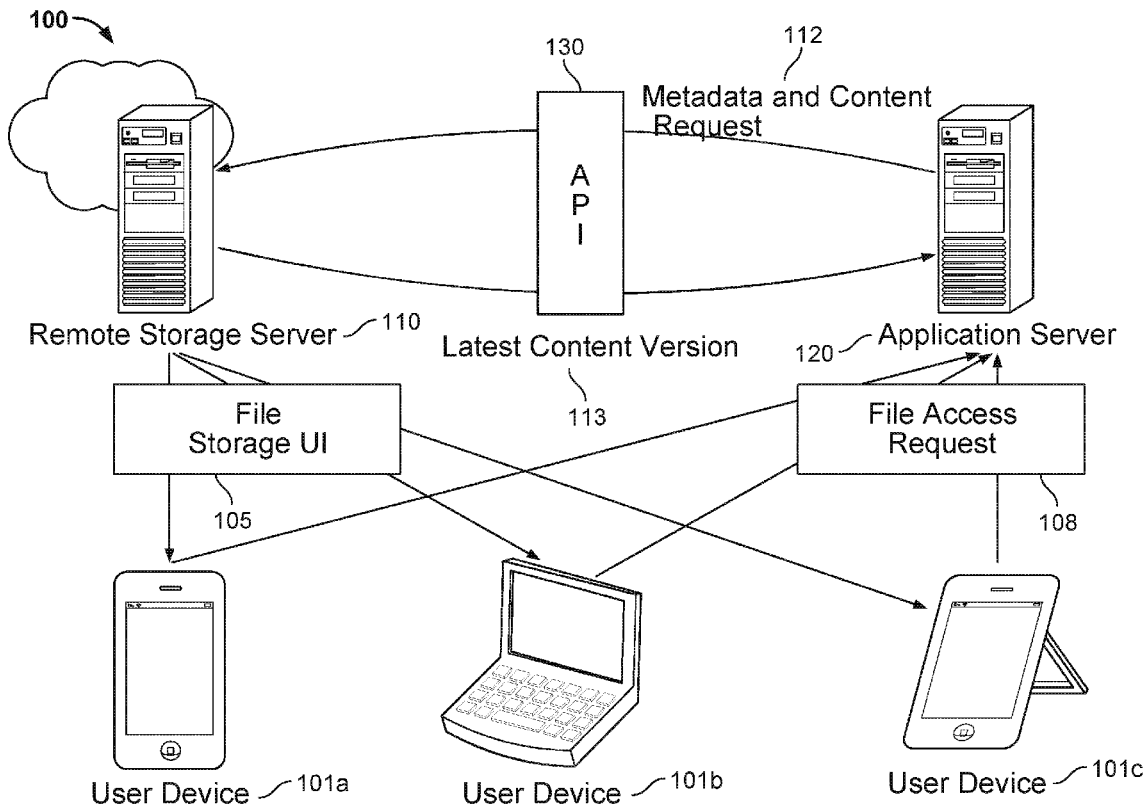 100
130
112
Metadata and Content
Request
A
P
I
Remote Storage Server
110
Latest Content Version
113
120
Application Server
File
Storage UI
105
File Access
Request
108
User Device
101a
User Device
101b
User Device
101c